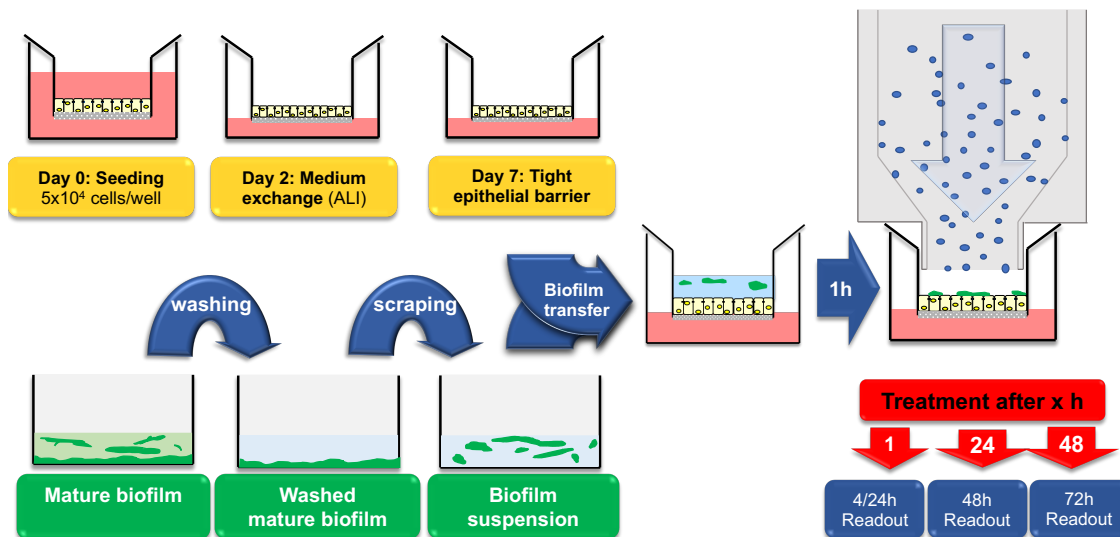 Day 0: Seeding
5x10⁴ cells/well
Day 2: Medium
exchange (ALI)
Day 7: Tight
epithelial barrier
washing
scraping
Biofilm
transfer
1h
Mature biofilm
Washed
mature biofilm
Biofilm
suspension
Treatment after x h
1
24
48
4/24h
Readout
48h
Readout
72h
Readout